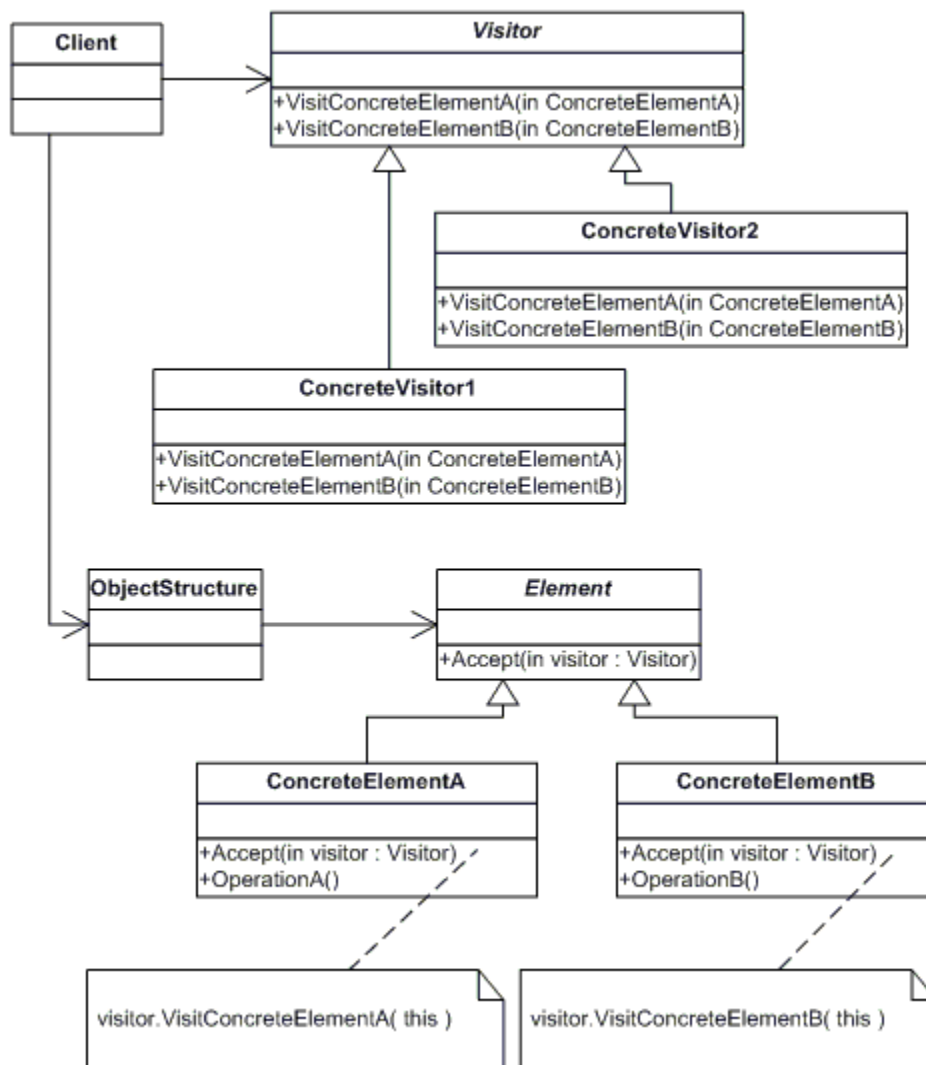 Client
Visitor
+VisitConcreteElementA(in ConcreteElementA)
+VisitConcreteElementB(in ConcreteElementB)
ConcreteVisitor2
+VisitConcreteElementA(in ConcreteElementA)
+VisitConcreteElementB(in ConcreteElementB)
ConcreteVisitor1
+VisitConcreteElementA(in ConcreteElementA)
+VisitConcreteElementB(in ConcreteElementB)
ObjectStructure
Element
+Accept(in visitor : Visitor)
ConcreteElementA
+Accept(in visitor : Visitor)
+OperationA()
ConcreteElementB
+Accept(in visitor : Visitor)
+OperationB()
visitor.VisitConcreteElementA( this )
visitor.VisitConcreteElementB( this )